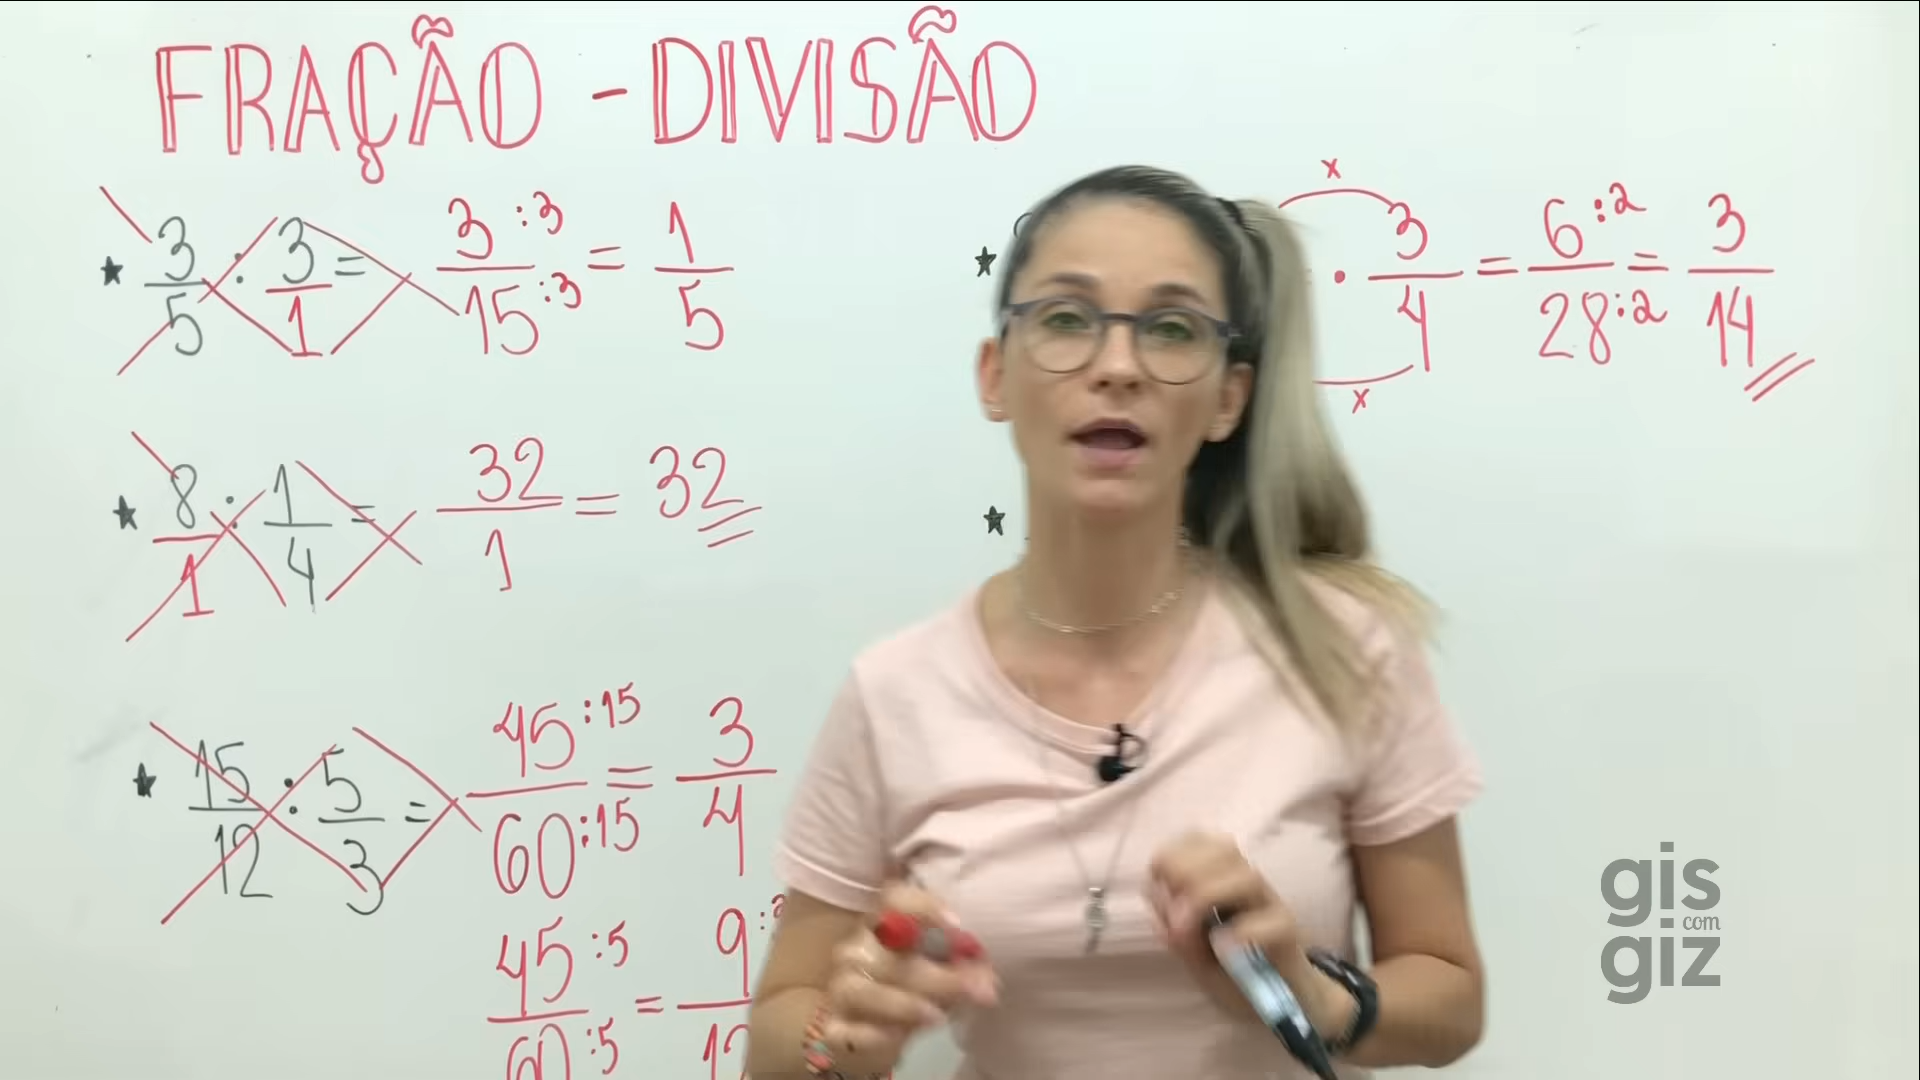 FRAÇÃO - DIVISÃO
★ 3/5 : 3/1 = 3:3/15:3 = 1/5
★ 8/1 : 1/4 = 32/1 = 32
★ 15/12 : 5/3 = 45:15/60:15 = 3/4
45:5/60:5 = 9
★
x
· 3/4 = 6:2/28:2 = 3/14
x
★
gis
com
giz